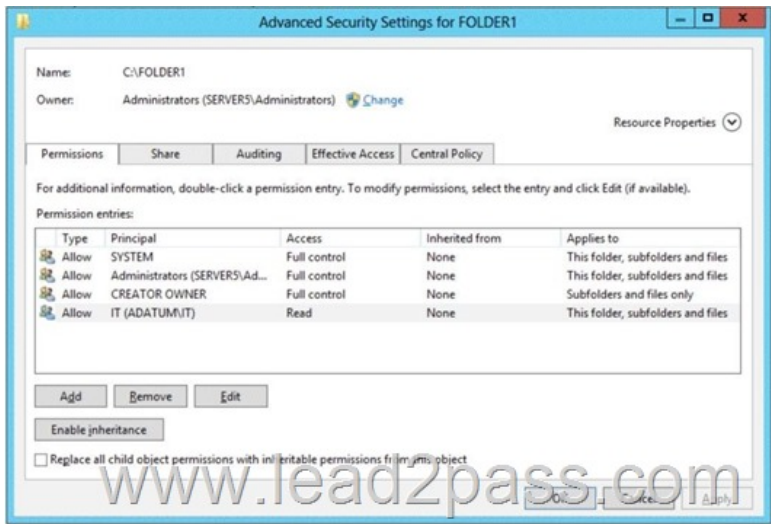 Advanced Security Settings for FOLDER1
Name: C:\FOLDER1
Owner: Administrators (SERVER5\Administrators) Change
Resource Properties
Permissions Share Auditing Effective Access Central Policy
For additional information, double-click a permission entry. To modify permissions, select the entry and click Edit (if available).
Permission entries:
Type Principal Access Inherited from Applies to
Allow SYSTEM Full control None This folder, subfolders and files
Allow Administrators (SERVER5\Ad... Full control None This folder, subfolders and files
Allow CREATOR OWNER Full control None Subfolders and files only
Allow IT (ADATUM\IT) Read None This folder, subfolders and files
Add Remove Edit
Enable inheritance
Replace all child object permissions with inheritable permissions from this object
www.lead2pass.com
OK Cancel Apply